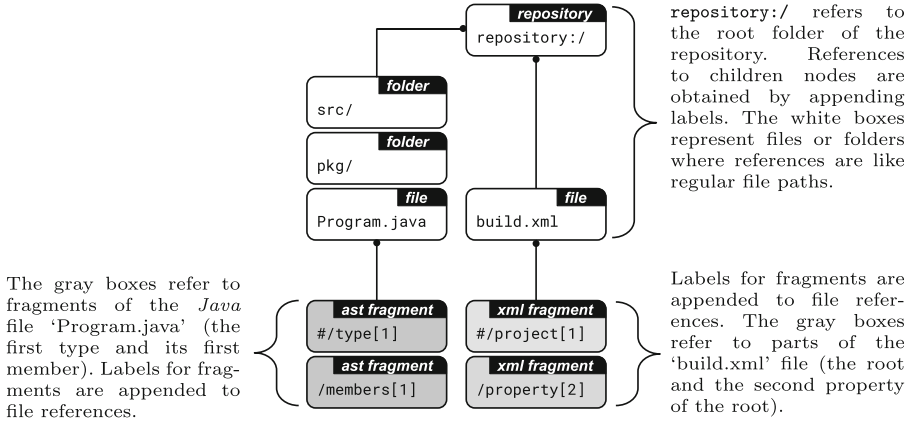 repository
repository:/
folder
src/
folder
pkg/
file
Program.java
file
build.xml
ast fragment
#/type[1]
ast fragment
/members[1]
xml fragment
#/project[1]
xml fragment
/property[2]
repository:/ refers to
the root folder of the
repository. References
to children nodes are
obtained by appending
labels. The white boxes
represent files or folders
where references are like
regular file paths.
The gray boxes refer to
fragments of the Java
file ‘Program.java’ (the
first type and its first
member). Labels for frag-
ments are appended to
file references.
Labels for fragments are
appended to file refer-
ences. The gray boxes
refer to parts of the
‘build.xml’ file (the root
and the second property
of the root).